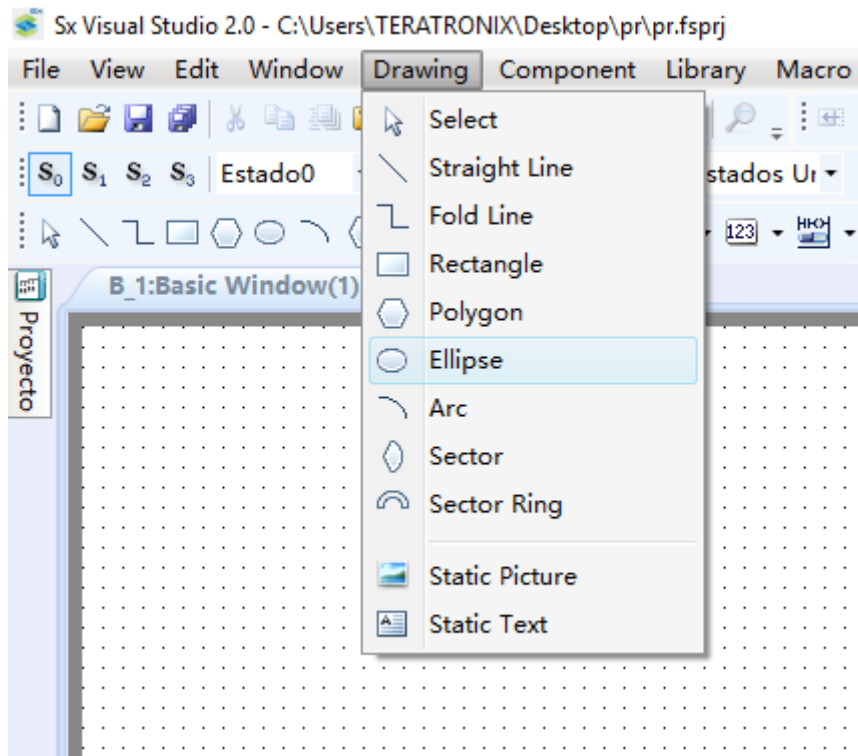 Sx Visual Studio 2.0 - C:\Users\TERATRONIX\Desktop\pr\pr.fsprj
File View Edit Window Drawing Component Library Macro
S0 S1 S2 S3 Estado0
stados Ur
123
B_1:Basic Window(1)
Proyecto
Select
Straight Line
Fold Line
Rectangle
Polygon
Ellipse
Arc
Sector
Sector Ring
Static Picture
A Static Text